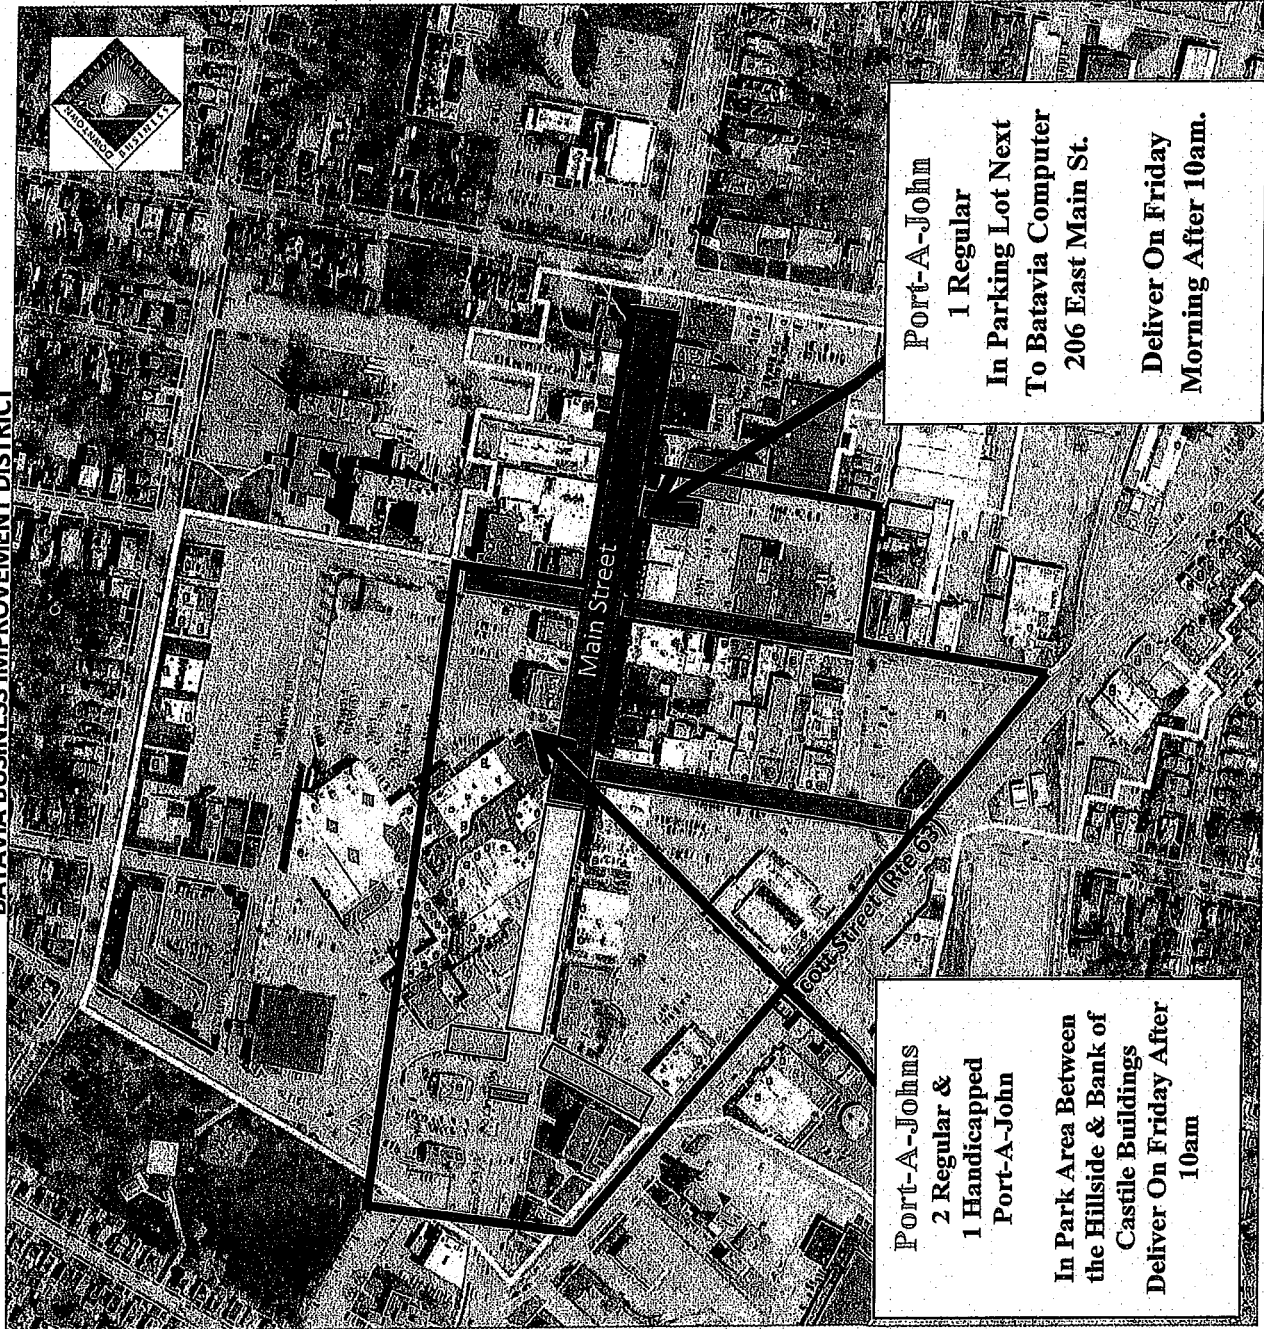 BATAVIA BUSINESS IMPROVEMENT DISTRICT
DOWNTOWN
BUSINESS
Main Street
Street (Rte 63)
Port-A-Johns
2 Regular &
1 Handicapped
Port-A-John
In Park Area Between
the Hillside & Bank of
Castile Buildings
Deliver On Friday After
10am
Port-A-John
1 Regular
In Parking Lot Next
To Batavia Computer
206 East Main St.
Deliver On Friday
Morning After 10am.